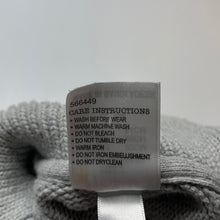 566449
CARE INSTRUCTIONS
• WASH BEFORE WEAR
• WARM MACHINE WASH
• DO NOT BLEACH
• DO NOT TUMBLE DRY
• WARM IRON
• DO NOT IRON EMBELLISHMENT
• DO NOT DRYCLEAN